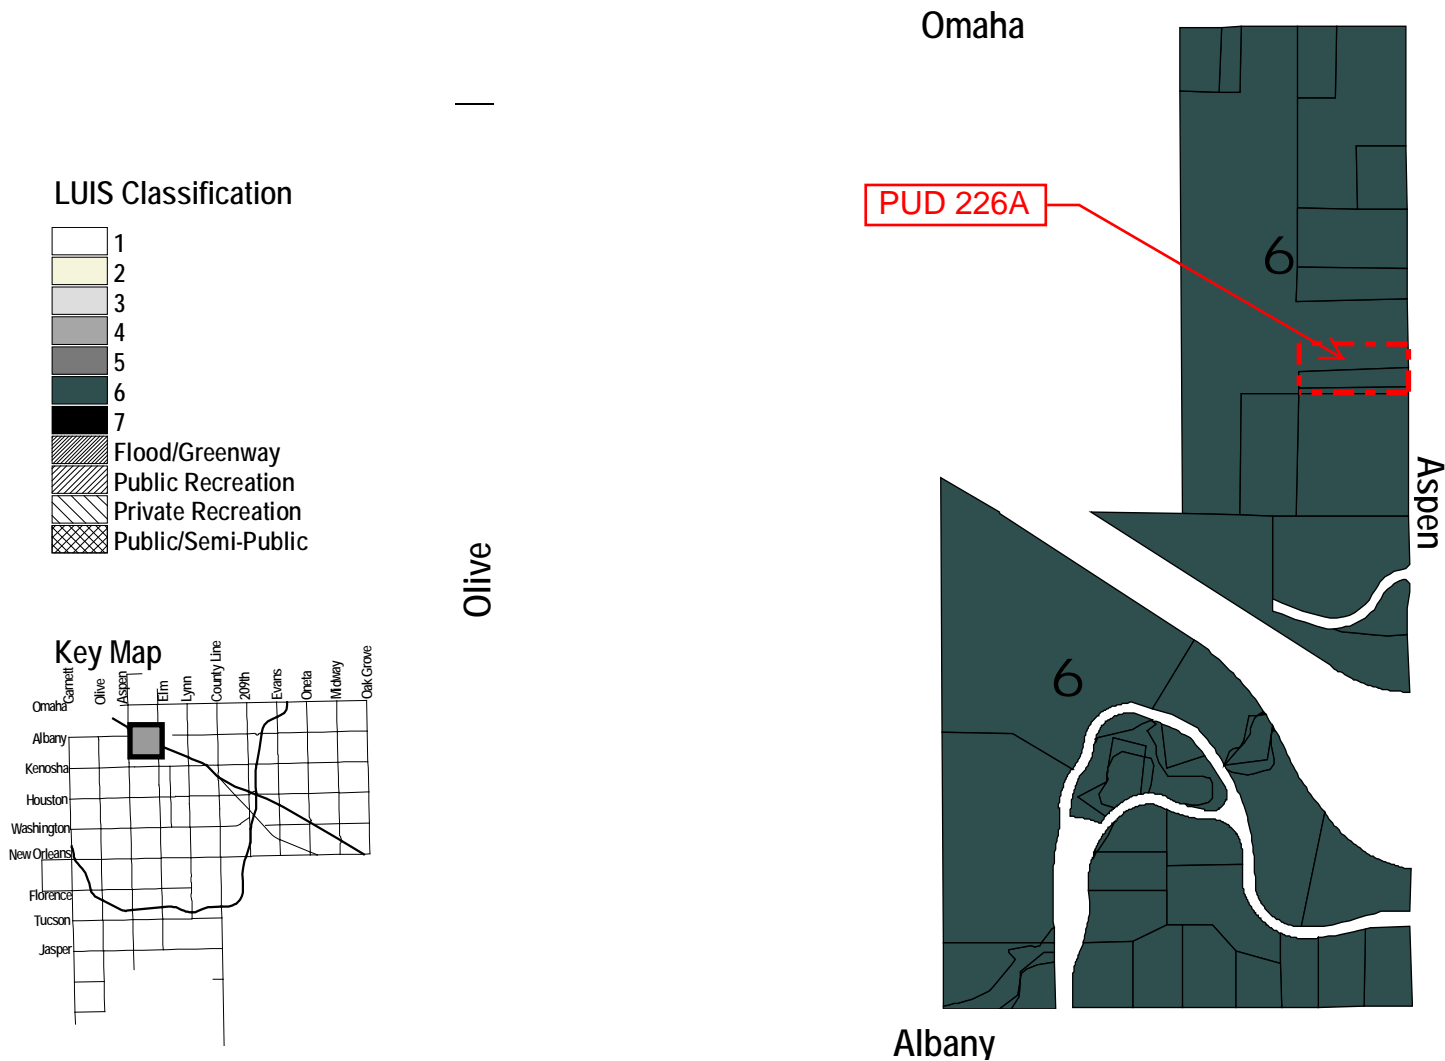 Omaha
LUIS Classification
1
2
3
4
5
6
7
Flood/Greenway
Public Recreation
Private Recreation
Public/Semi-Public
PUD 226A
6
Aspen
Olive
6
Albany
Key Map
Garnett
Olive
Aspen
Elm
Lynn
County Line
209th
Evans
Oneta
Midway
Oak Grove
Omaha
Albany
Kenosha
Houston
Washington
New Orleans
Florence
Tucson
Jasper